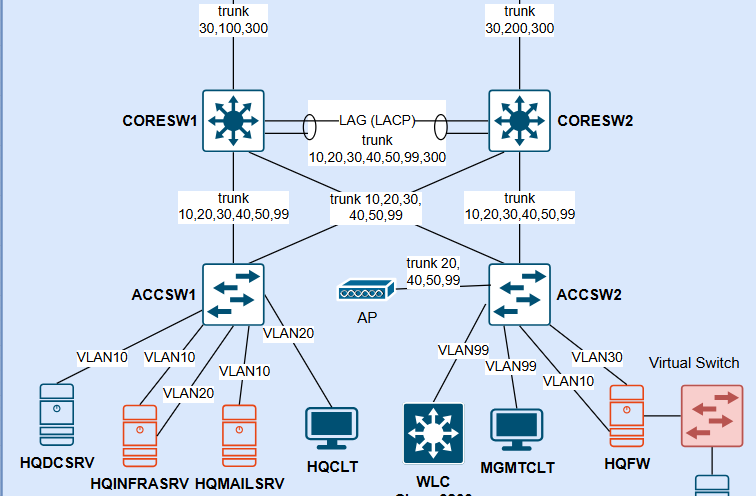 trunk
30,100,300
trunk
30,200,300
CORESW1
LAG (LACP)
trunk
10,20,30,40,50,99,300
CORESW2
trunk
10,20,30,40,50,99
trunk 10,20,30,
40,50,99
trunk
10,20,30,40,50,99
ACCSW1
trunk 20,
40,50,99
AP
ACCSW2
VLAN10
VLAN10
VLAN20
VLAN10
VLAN20
VLAN99
VLAN99
VLAN10
VLAN30
Virtual Switch
HQDCSRV
HQINFRASRV
HQMAILSRV
HQCLT
WLC
MGMTCLT
HQFW